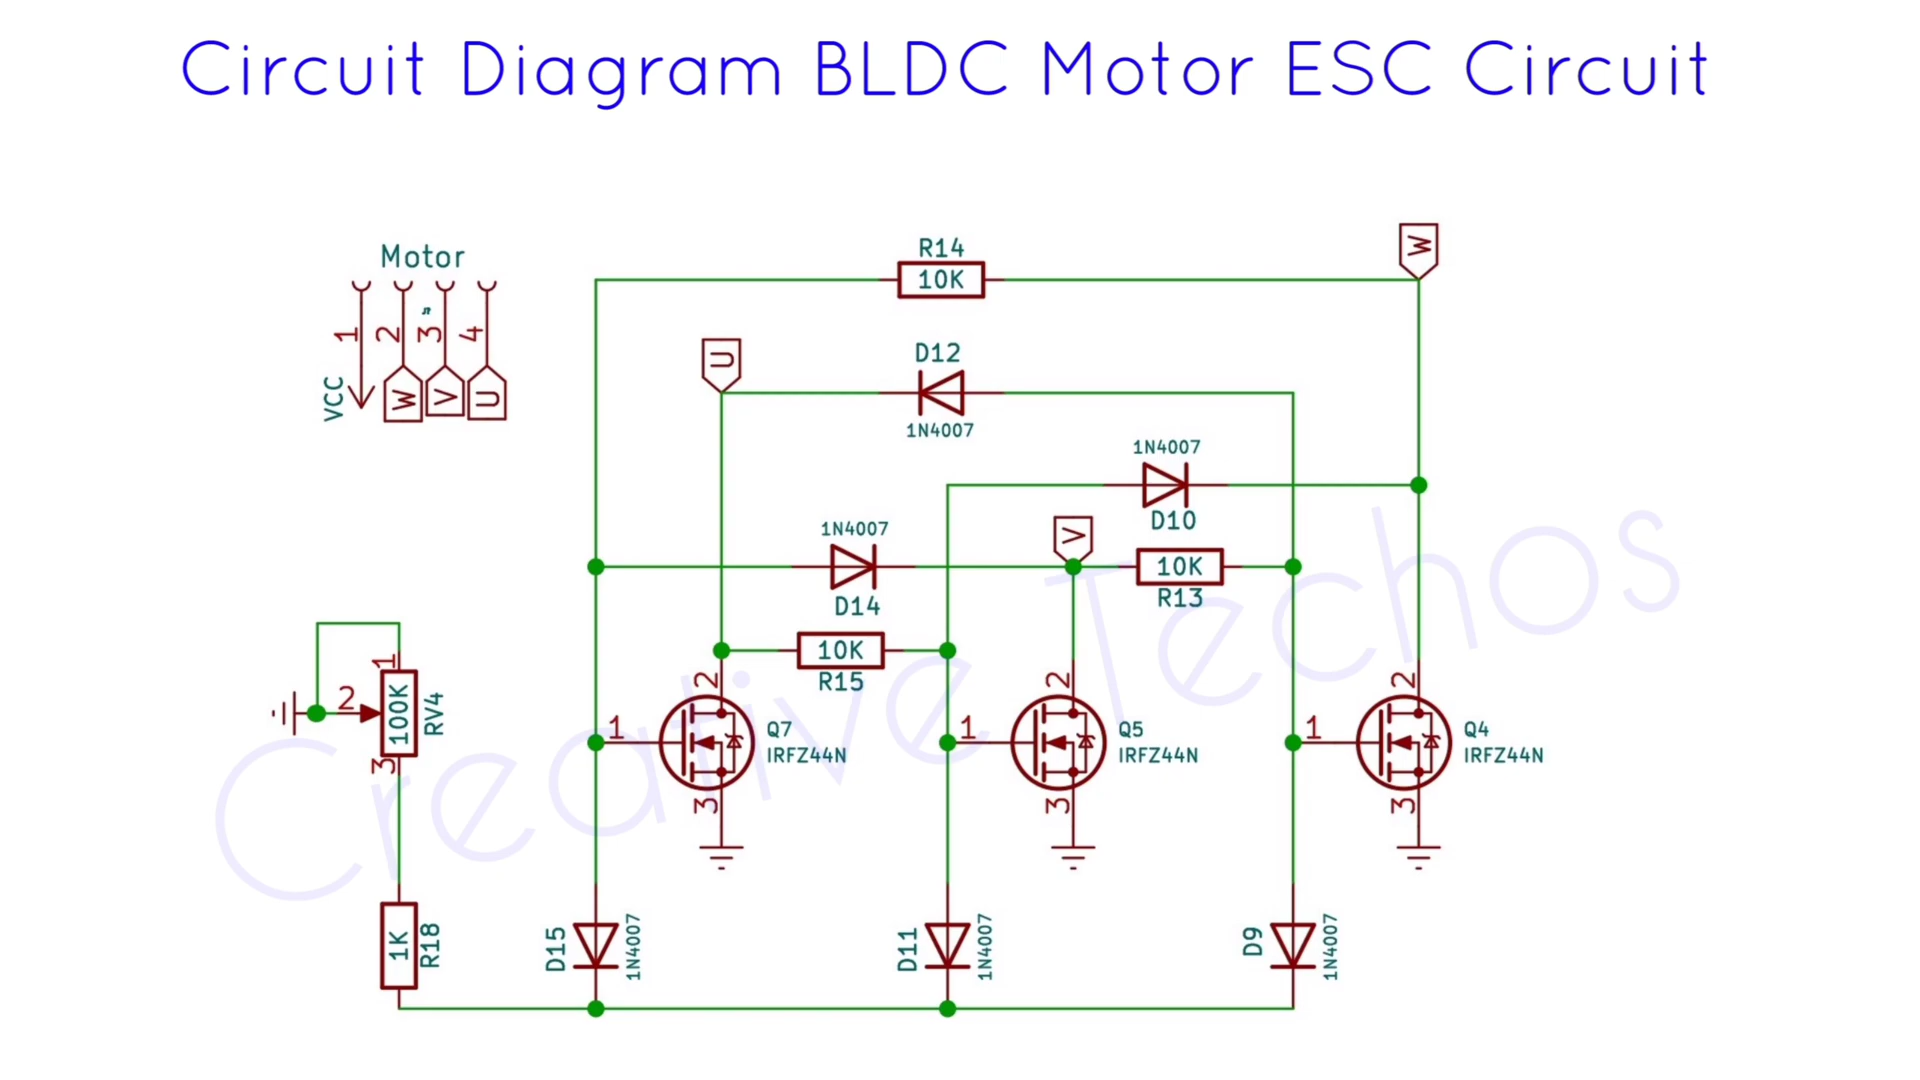 Circuit Diagram BLDC Motor ESC Circuit
W
R14
10K
Motor
1 2 3 4
VCC W V U
U
D12
1N4007
1N4007
D10
1N4007
D14
V
10K
R13
10K
R15
1
2
100K
RV4
3
2
1
Q7
IRFZ44N
3
2
1
Q5
IRFZ44N
3
2
1
Q4
IRFZ44N
3
1K
R18
D15
1N4007
D11
1N4007
D9
1N4007
Creative Techos